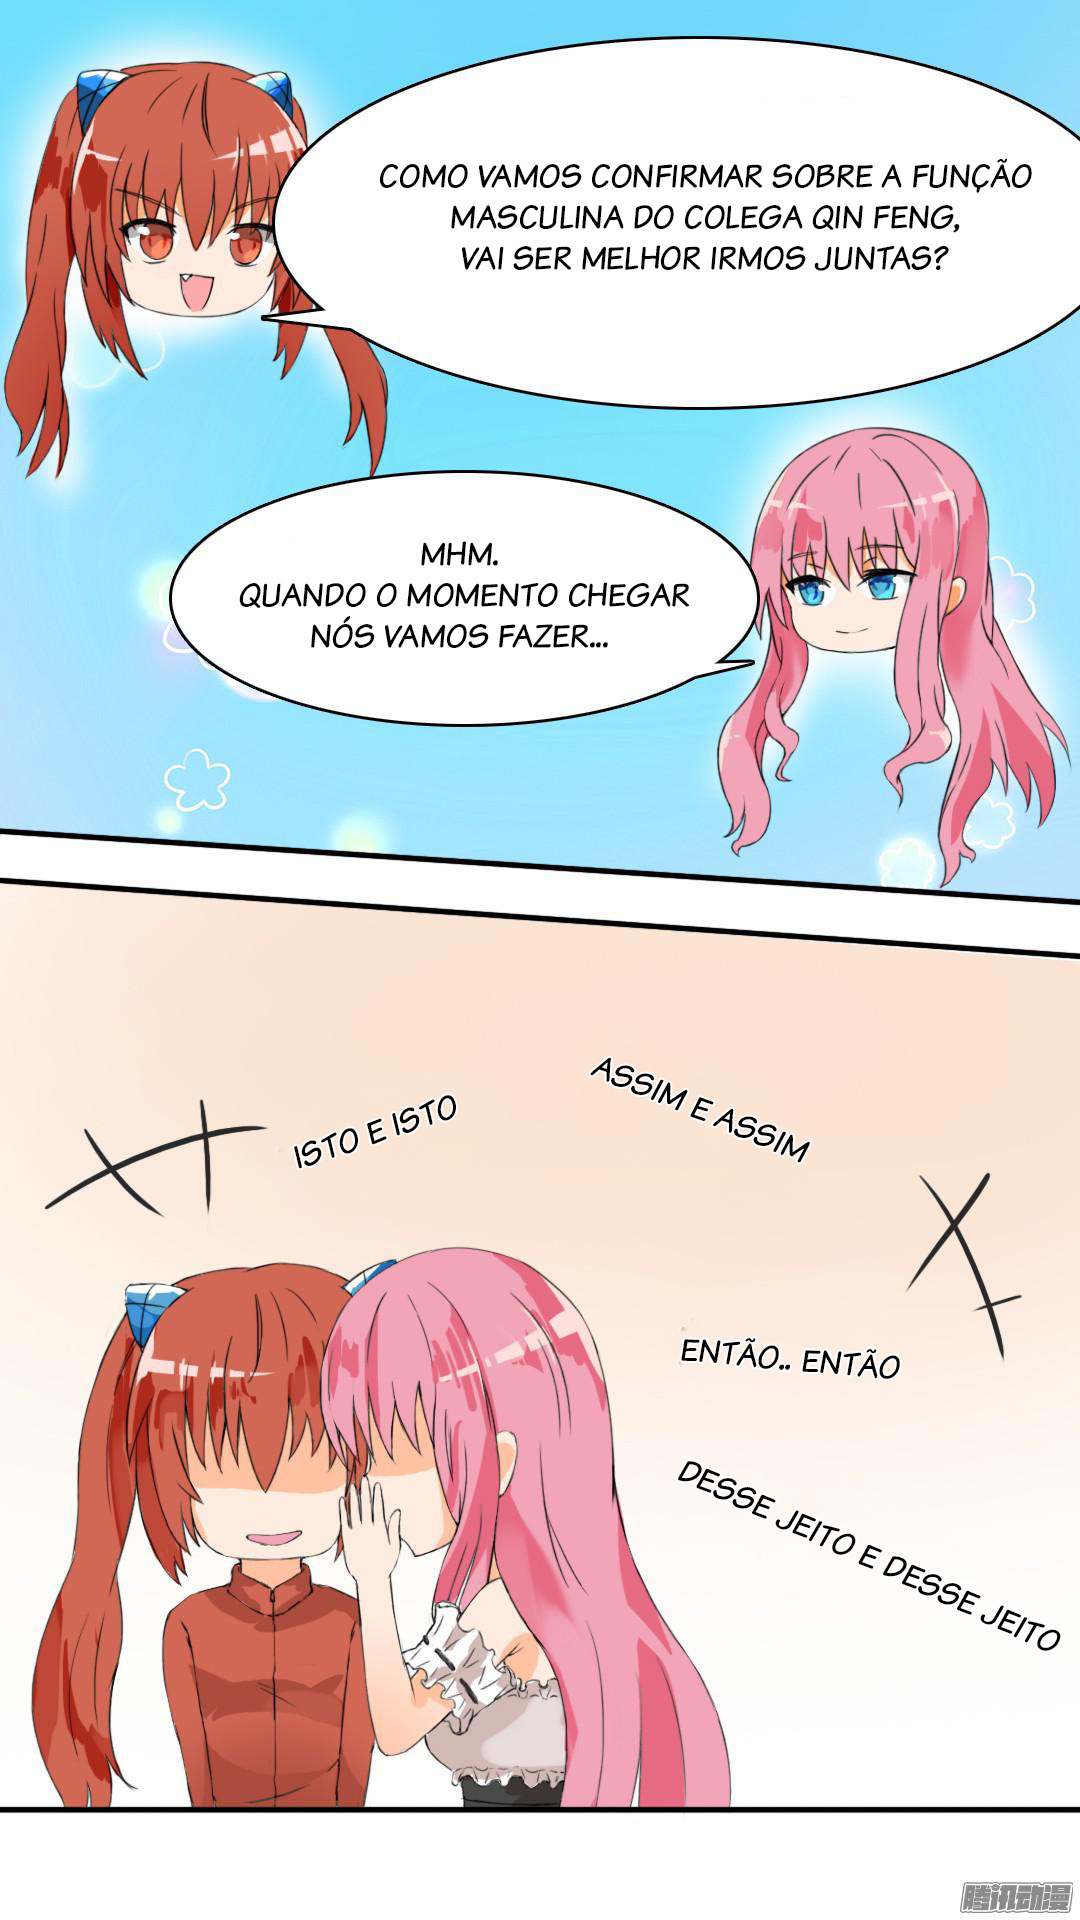 COMO VAMOS CONFIRMAR SOBRE A FUNÇÃO
MASCULINA DO COLEGA QIN FENG,
VAI SER MELHOR IRMOS JUNTAS?
MHM.
QUANDO O MOMENTO CHEGAR
NÓS VAMOS FAZER...
ISTO E ISTO
ASSIM E ASSIM
ENTÃO.. ENTÃO
DESSE JEITO E DESSE JEITO
腾讯动漫